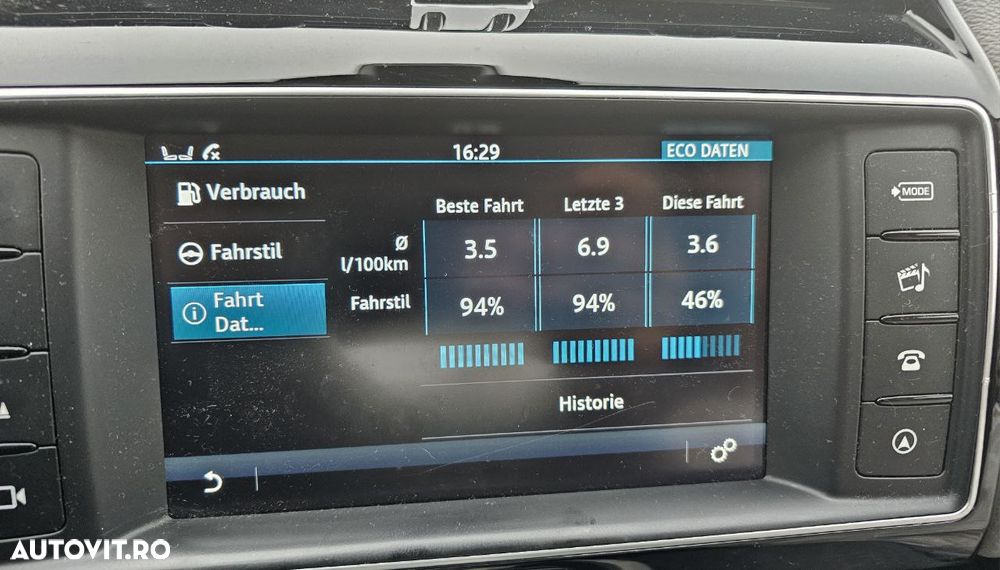 16:29
ECO DATEN
Verbrauch
Beste Fahrt
Letzte 3
Diese Fahrt
MODE
Fahrstil
Ø
l/100km
3.5
6.9
3.6
Fahrt
Dat...
Fahrstil
94%
94%
46%
Historie
AUTOVIT.RO